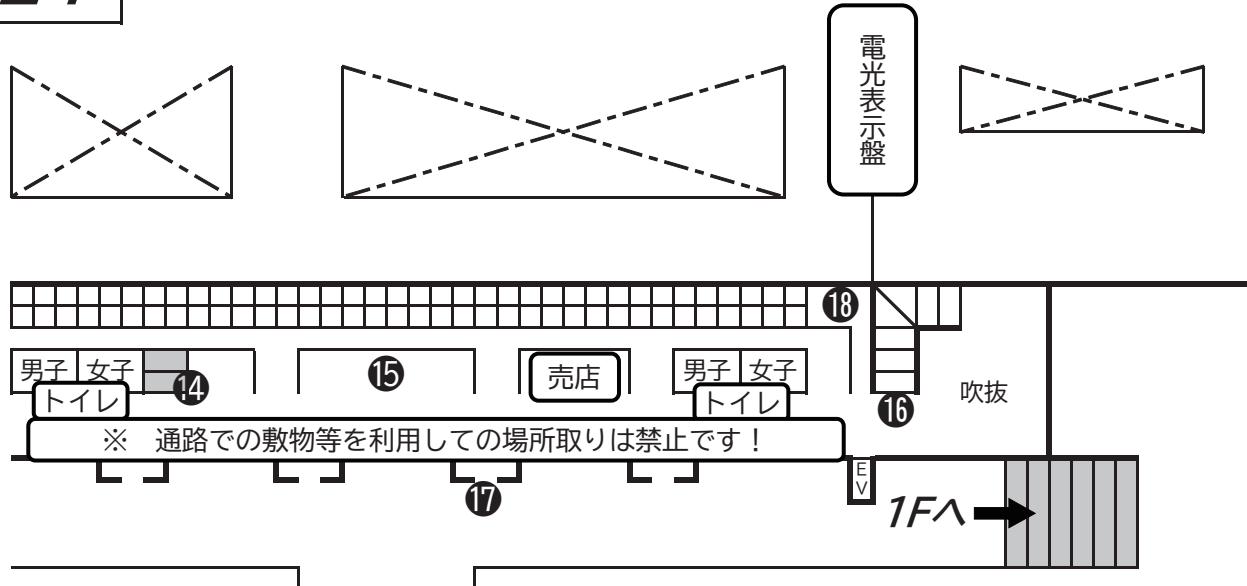 電光表示盤
⑱
男子 女子
⑭
⑮
売店
男子 女子
トイレ
トイレ
⑯
吹抜
※　通路での敷物等を利用しての場所取りは禁止です！
⑰
EV
1Fへ